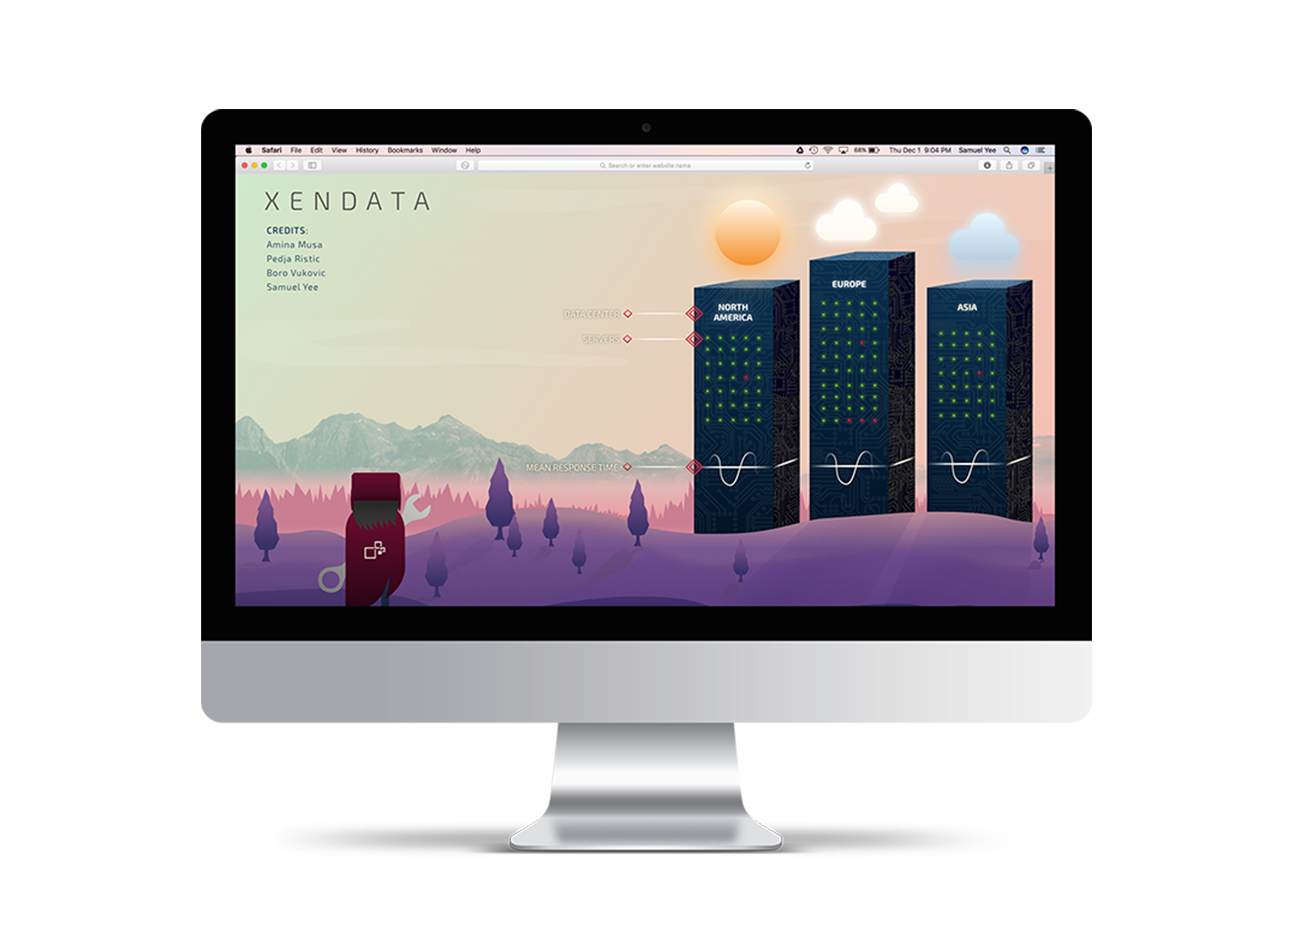 Safari File Edit View History Bookmarks Window Help
68% Thu Dec 1 9:04 PM Samuel Yee
Search or enter website name
XENDATA
CREDITS:
Amina Musa
Pedja Ristic
Boro Vukovic
Samuel Yee
DATA CENTER
SERVERS
MEAN RESPONSE TIME
NORTH
AMERICA
EUROPE
ASIA